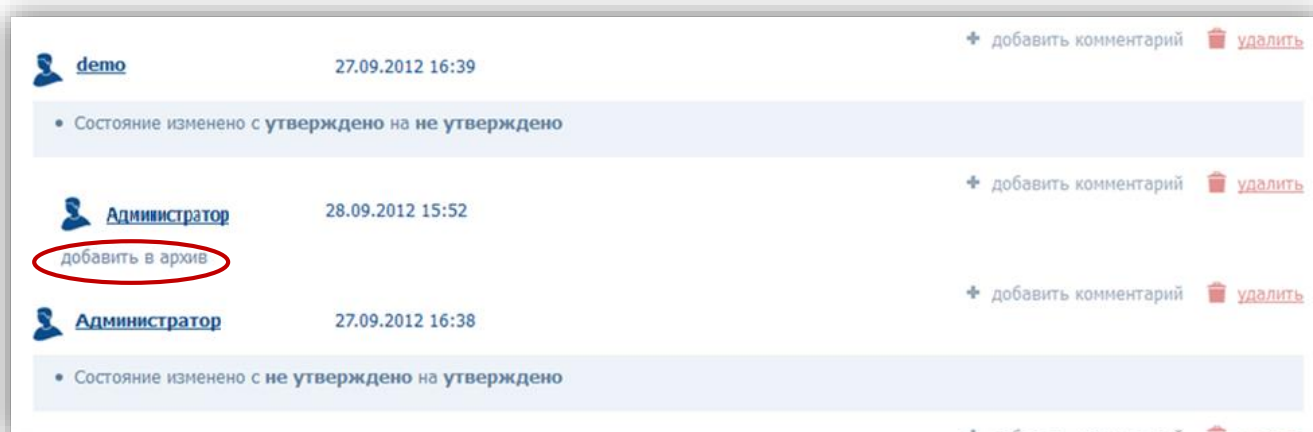 + добавить комментарий удалить
demo 27.09.2012 16:39
• Состояние изменено с утверждено на не утверждено
+ добавить комментарий удалить
Администратор 28.09.2012 15:52
добавить в архив
+ добавить комментарий удалить
Администратор 27.09.2012 16:38
• Состояние изменено с не утверждено на утверждено